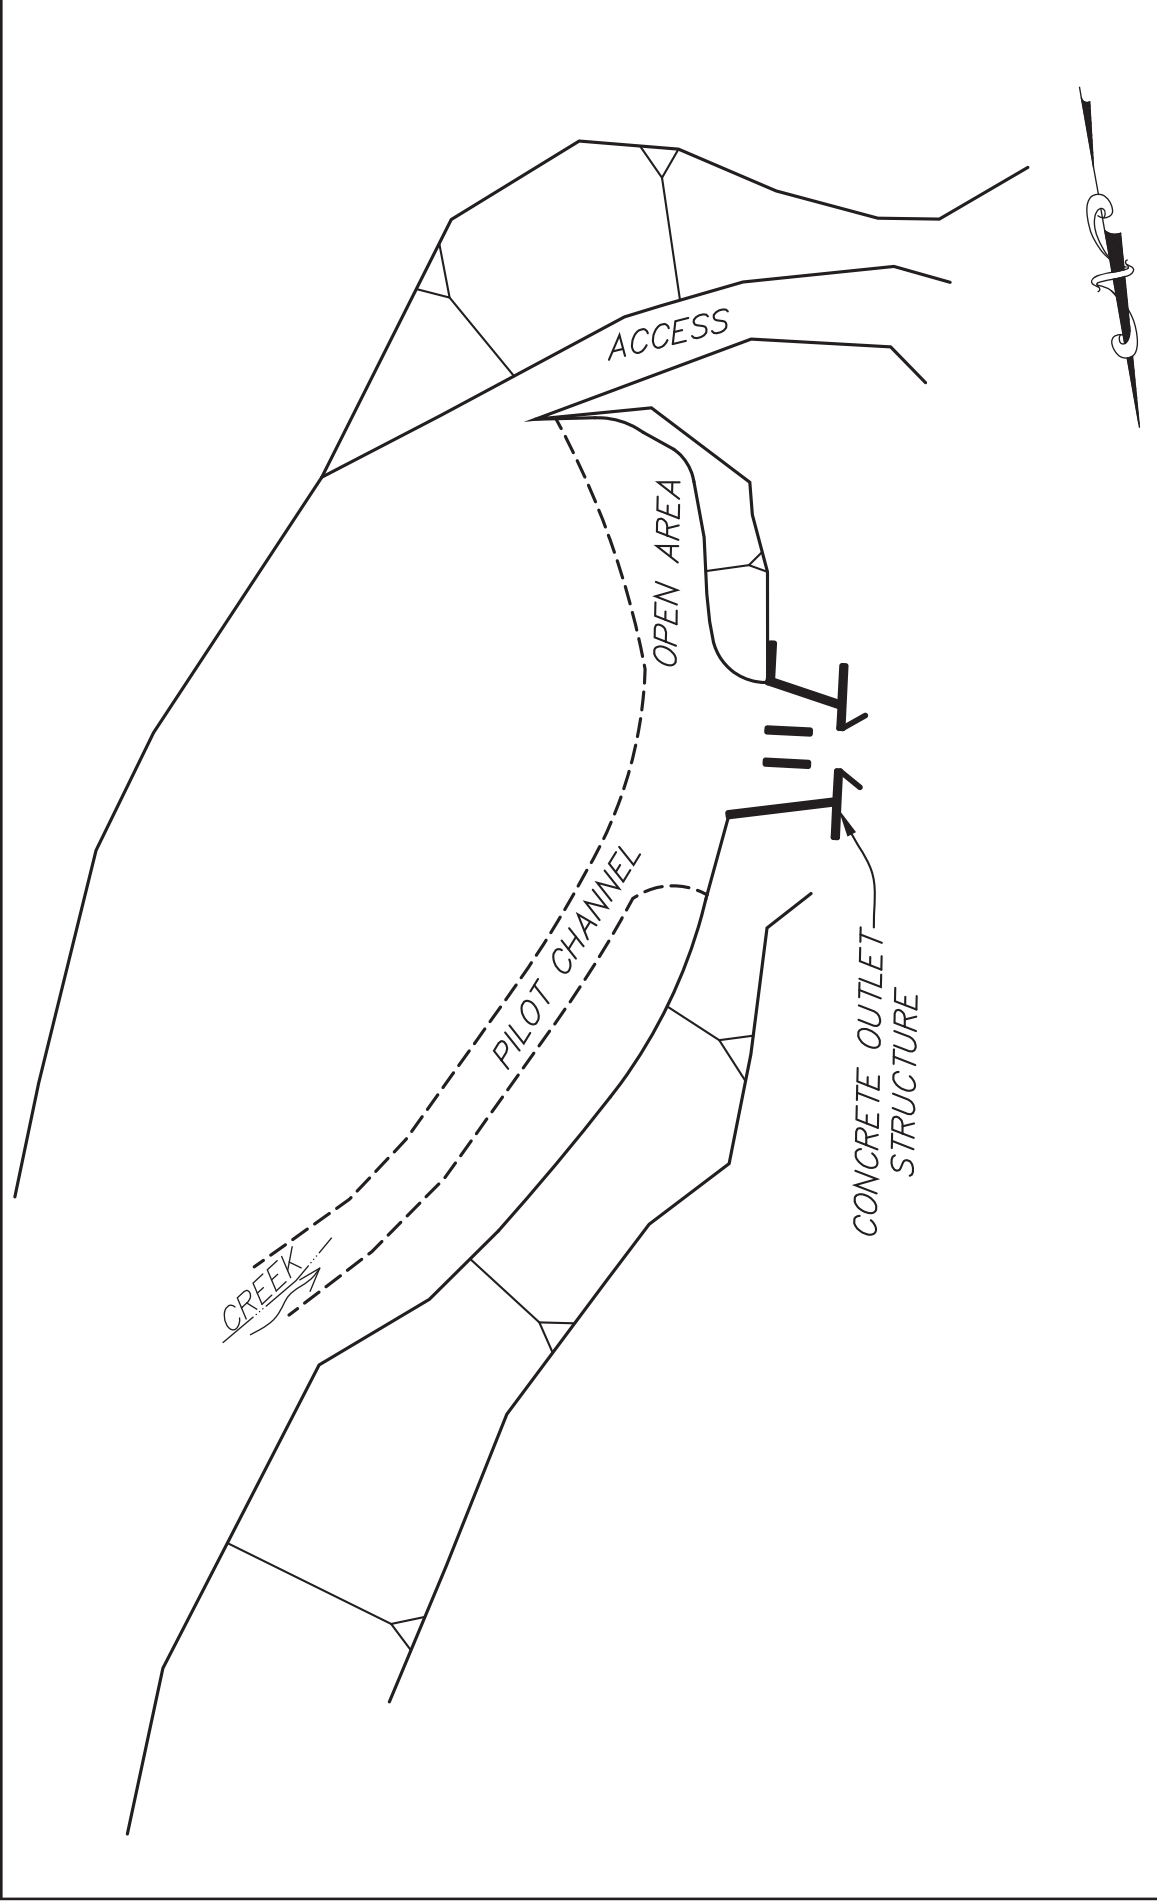 ACCESS
OPEN AREA
PILOT CHANNEL
CONCRETE OUTLET
STRUCTURE
CREEK